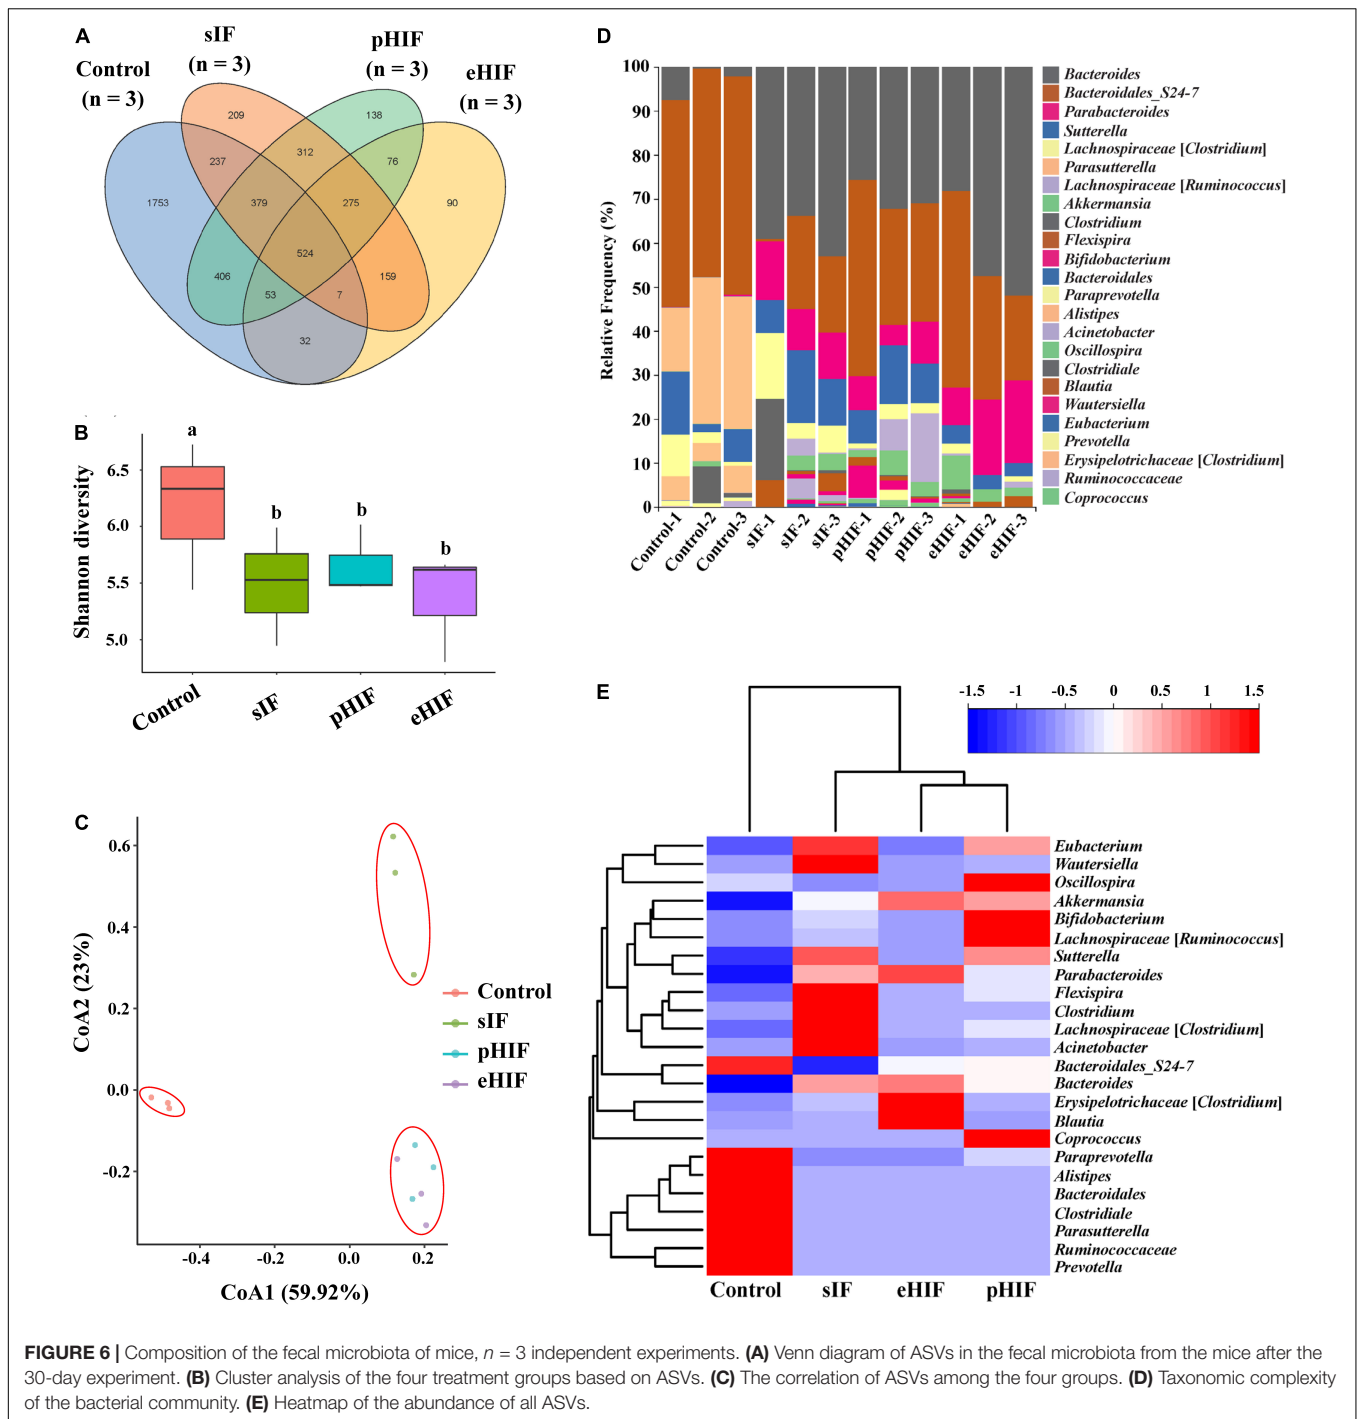 A
Control
(n = 3)
sIF
(n = 3)
pHIF
(n = 3)
eHIF
(n = 3)
209
138
237
312
76
1753
379
275
90
524
406
159
53
7
32
B
Shannon diversity
6.5
6.0
5.5
5.0
a
b
b
b
Control
sIF
pHIF
eHIF
C
CoA2 (23%)
0.6
0.4
0.2
0.0
-0.2
-0.4
-0.2
0.0
0.2
CoA1 (59.92%)
Control
sIF
pHIF
eHIF
D
Relative Frequency (%)
100
90
80
70
60
50
40
30
20
10
0
Control-1
Control-2
Control-3
sIF-1
sIF-2
sIF-3
pHIF-1
pHIF-2
pHIF-3
eHIF-1
eHIF-2
eHIF-3
Bacteroides
Bacteroidales_S24-7
Parabacteroides
Sutterella
Lachnospiraceae [Clostridium]
Parasutterella
Lachnospiraceae [Ruminococcus]
Akkermansia
Clostridium
Flexispira
Bifidobacterium
Bacteroidales
Paraprevotella
Alistipes
Acinetobacter
Oscillospira
Clostridiale
Blautia
Wautersiella
Eubacterium
Prevotella
Erysipelotrichaceae [Clostridium]
Ruminococcaceae
Coprococcus
E
-1.5 -1 -0.5 0 0.5 1 1.5
Eubacterium
Wautersiella
Oscillospira
Akkermansia
Bifidobacterium
Lachnospiraceae [Ruminococcus]
Sutterella
Parabacteroides
Flexispira
Clostridium
Lachnospiraceae [Clostridium]
Acinetobacter
Bacteroidales_S24-7
Bacteroides
Erysipelotrichaceae [Clostridium]
Blautia
Coprococcus
Paraprevotella
Alistipes
Bacteroidales
Clostridiale
Parasutterella
Ruminococcaceae
Prevotella
Control sIF eHIF pHIF
FIGURE 6 | Composition of the fecal microbiota of mice, n = 3 independent experiments. (A) Venn diagram of ASVs in the fecal microbiota from the mice after the
30-day experiment. (B) Cluster analysis of the four treatment groups based on ASVs. (C) The correlation of ASVs among the four groups. (D) Taxonomic complexity
of the bacterial community. (E) Heatmap of the abundance of all ASVs.